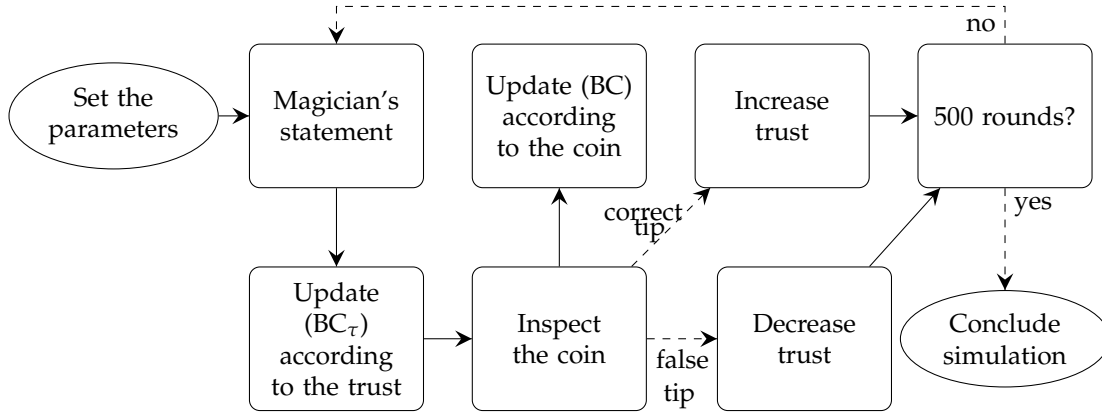 no
Set the
parameters
Magician's
statement
Update (BC)
according
to the coin
Increase
trust
500 rounds?
correct
tip
yes
Update
(BCτ)
according
to the trust
Inspect
the coin
false
tip
Decrease
trust
Conclude
simulation